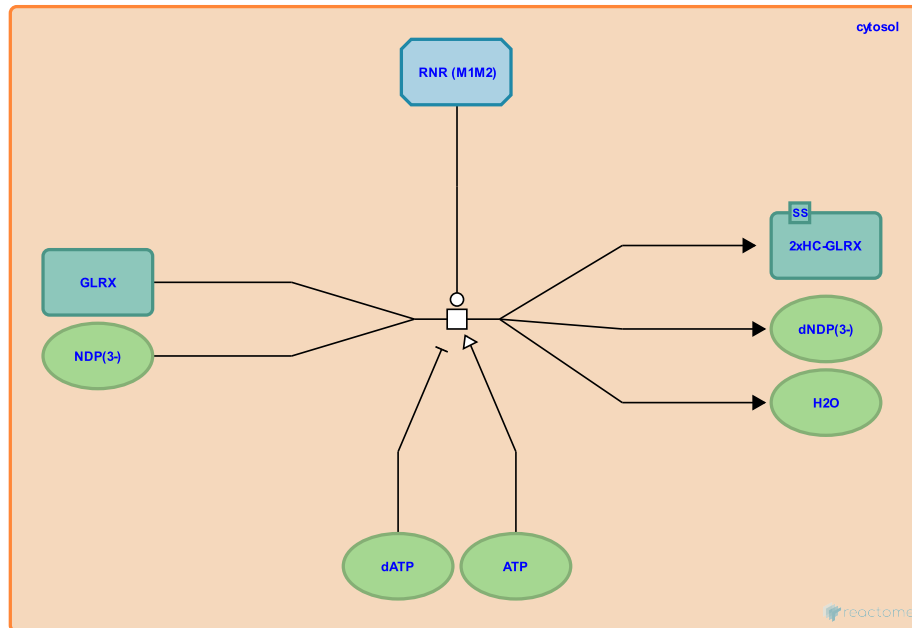 cytosol
RNR (M1M2)
SS
2xHC-GLRX
GLRX
dNDP(3-)
NDP(3-)
H2O
dATP
ATP
reactome